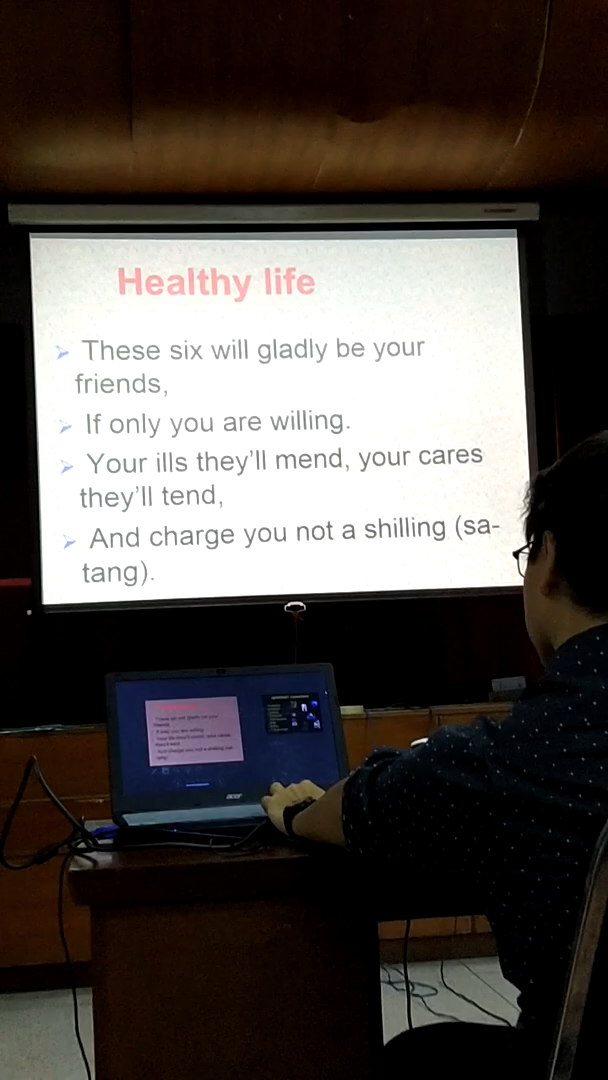 Healthy life
➢ These six will gladly be your
friends,
➢ If only you are willing.
➢ Your ills they'll mend, your cares
they'll tend,
➢ And charge you not a shilling (sa-
tang).
acer